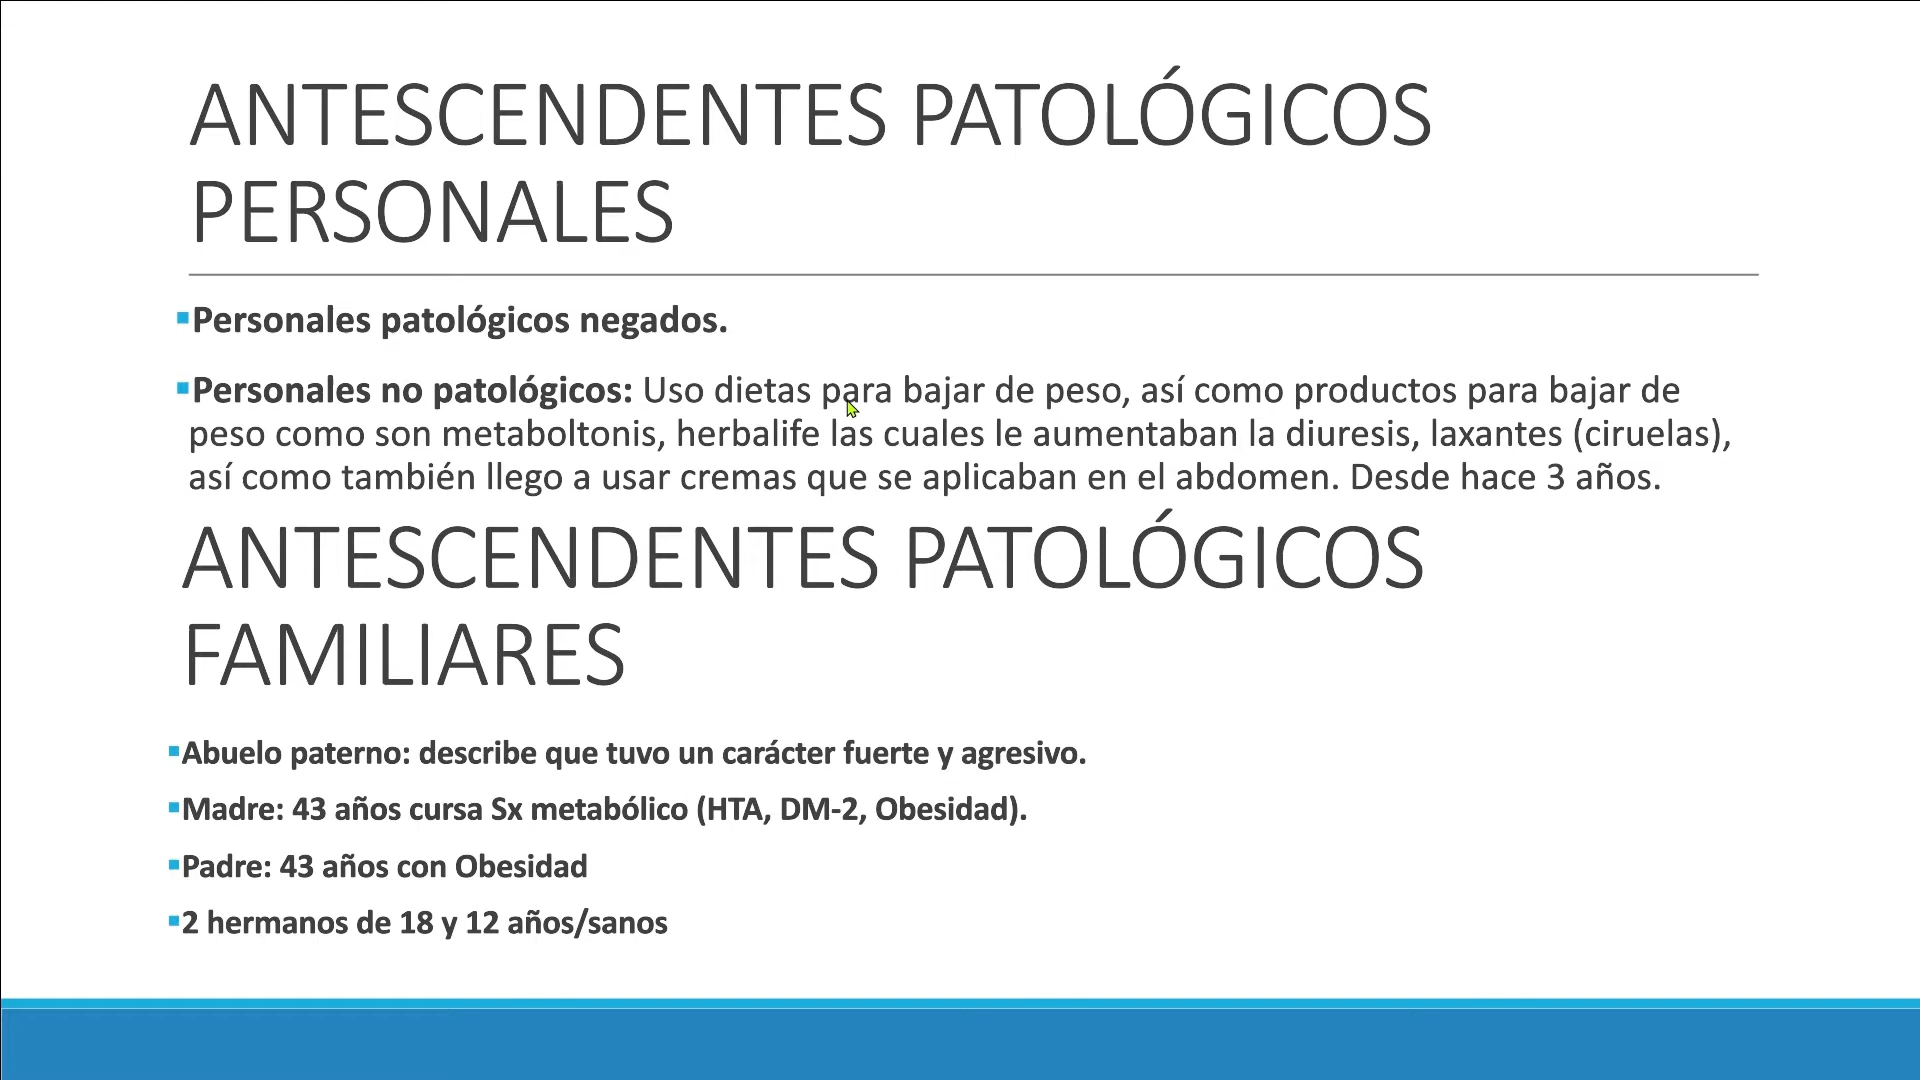 ANTESCENDENTES PATOLÓGICOS
PERSONALES
▪Personales patológicos negados.
▪Personales no patológicos: Uso dietas para bajar de peso, así como productos para bajar de
peso como son metaboltonis, herbalife las cuales le aumentaban la diuresis, laxantes (ciruelas),
así como también llego a usar cremas que se aplicaban en el abdomen. Desde hace 3 años.
ANTESCENDENTES PATOLÓGICOS
FAMILIARES
▪Abuelo paterno: describe que tuvo un carácter fuerte y agresivo.
▪Madre: 43 años cursa Sx metabólico (HTA, DM-2, Obesidad).
▪Padre: 43 años con Obesidad
▪2 hermanos de 18 y 12 años/sanos